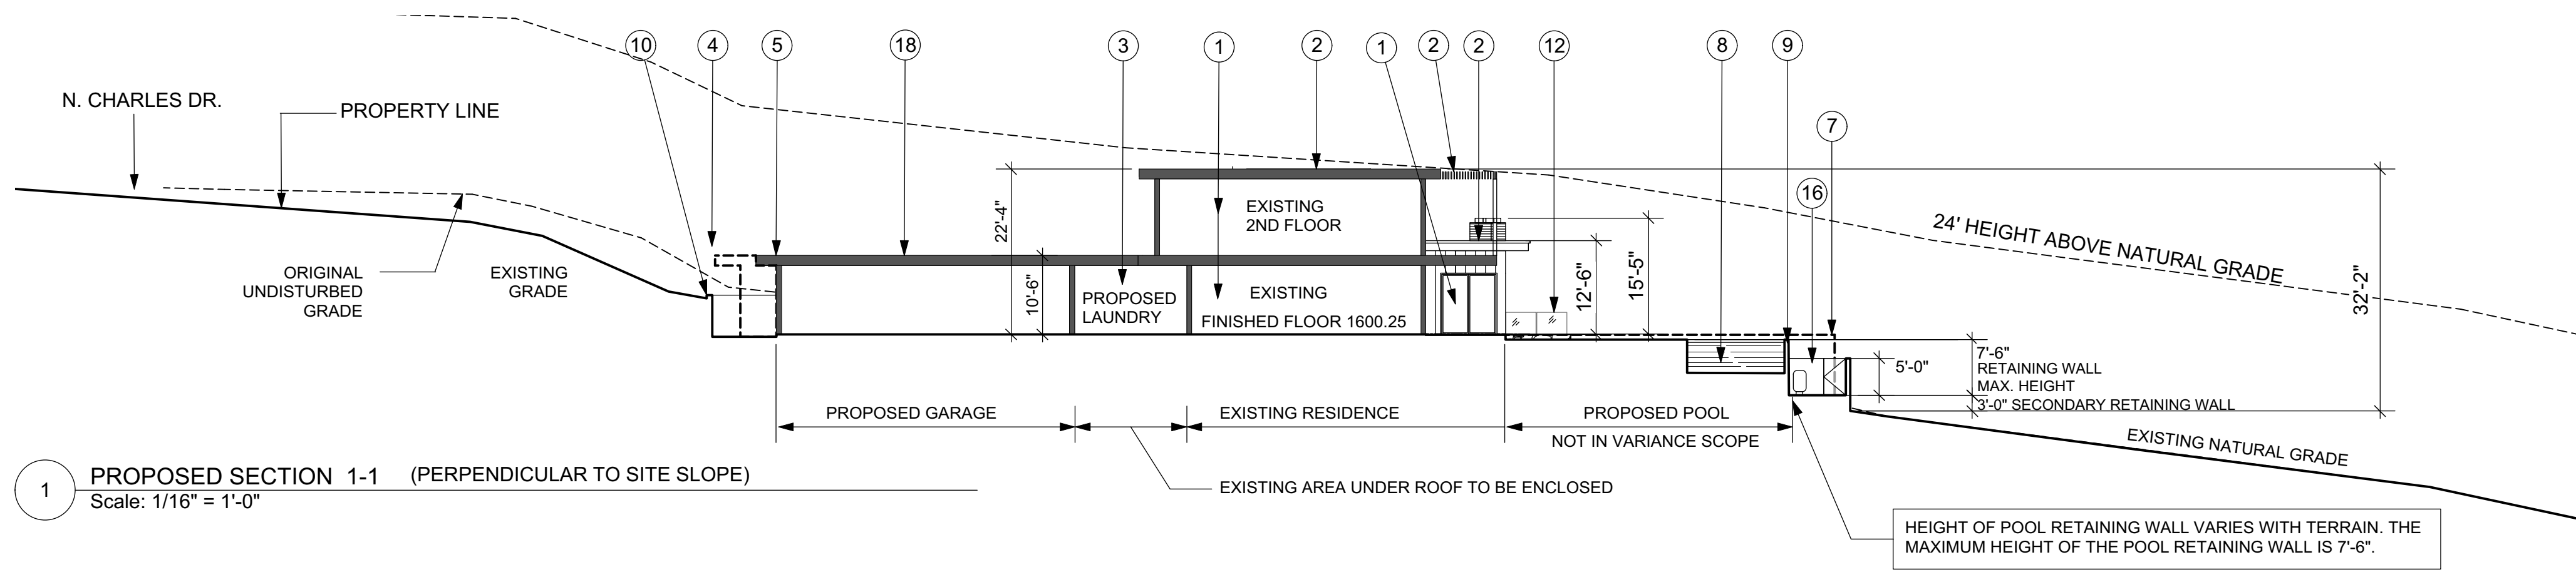 10
4
5
18
3
1
2
1
2
2
12
8
9
N. CHARLES DR.
PROPERTY LINE
7
16
22'-4"
EXISTING
2ND FLOOR
24' HEIGHT ABOVE NATURAL GRADE
ORIGINAL
UNDISTURBED
GRADE
EXISTING
GRADE
10'-6"
PROPOSED
LAUNDRY
EXISTING
FINISHED FLOOR 1600.25
12'-6"
15'-5"
32'-2"
5'-0"
7'-6"
RETAINING WALL
MAX. HEIGHT
3'-0" SECONDARY RETAINING WALL
PROPOSED GARAGE
EXISTING RESIDENCE
PROPOSED POOL
NOT IN VARIANCE SCOPE
EXISTING NATURAL GRADE
1
PROPOSED SECTION 1-1 (PERPENDICULAR TO SITE SLOPE)
Scale: 1/16" = 1'-0"
EXISTING AREA UNDER ROOF TO BE ENCLOSED
HEIGHT OF POOL RETAINING WALL VARIES WITH TERRAIN. THE
MAXIMUM HEIGHT OF THE POOL RETAINING WALL IS 7'-6".